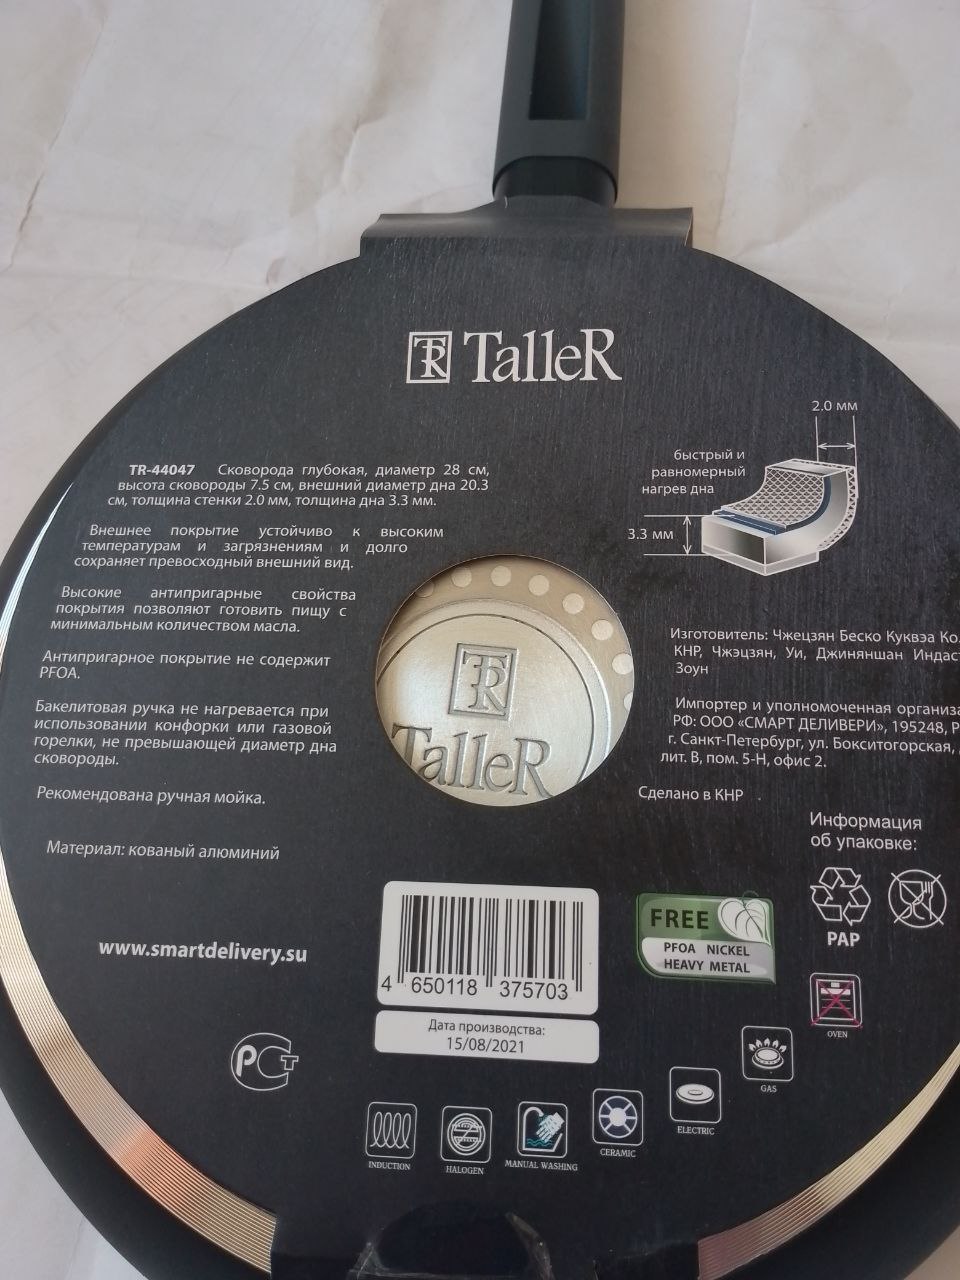 TR TalleR
2.0 мм
быстрый и
равномерный
нагрев дна
3.3 мм
TR-44047 Сковорода глубокая, диаметр 28 см,
высота сковороды 7.5 см, внешний диаметр дна 20.3
см, толщина стенки 2.0 мм, толщина дна 3.3 мм.
Внешнее покрытие устойчиво к высоким
температурам и загрязнениям и долго
сохраняет превосходный внешний вид.
Высокие антипригарные свойства
покрытия позволяют готовить пищу с
минимальным количеством масла.
Антипригарное покрытие не содержит
PFOA.
Бакелитовая ручка не нагревается при
использовании конфорки или газовой
горелки, не превышающей диаметр дна
сковороды.
Рекомендована ручная мойка.
Материал: кованый алюминий
www.smartdelivery.su
TR
TalleR
Изготовитель: Чжецзян Беско Куквэа Ко.
КНР, Чжэцзян, Уи, Джиняншан Индаст
Зоун
Импортер и уполномоченная организа
РФ: ООО «СМАРТ ДЕЛИВЕРИ», 195248, Р
г. Санкт-Петербург, ул. Бокситогорская,
лит. В, пом. 5-Н, офис 2.
Сделано в КНР
Информация
об упаковке:
PAP
FREE
PFOA NICKEL
HEAVY METAL
4 650118 375703
Дата производства:
15/08/2021
РСТ
OVEN
GAS
ELECTRIC
CERAMIC
MANUAL WASHING
HALOGEN
INDUCTION